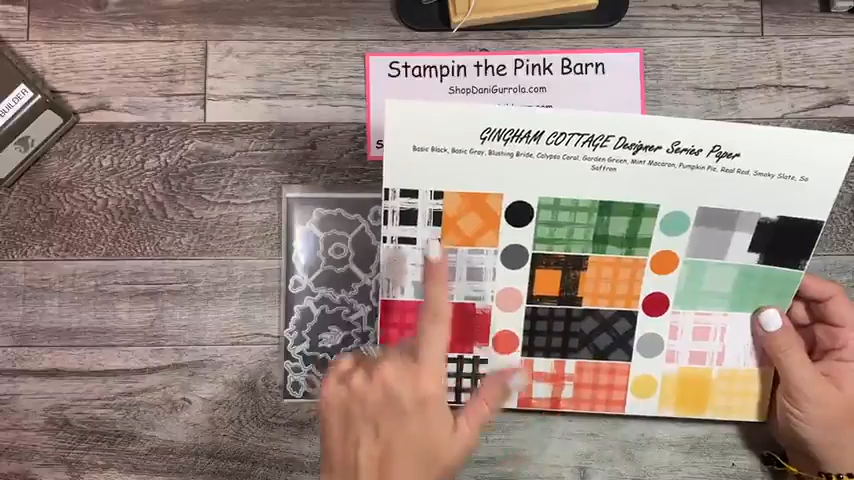 BUILDER
Stampin the Pink Barn
ShopDaniGurrola.com
GINGHAM COTTAGE Designer Series Paper
Basic Black, Basic Gray, Blushing Bride, Calypso Coral, Garden Green, Mint Macaron, Pumpkin Pie, Real Red, Smoky Slate, So
Saffron